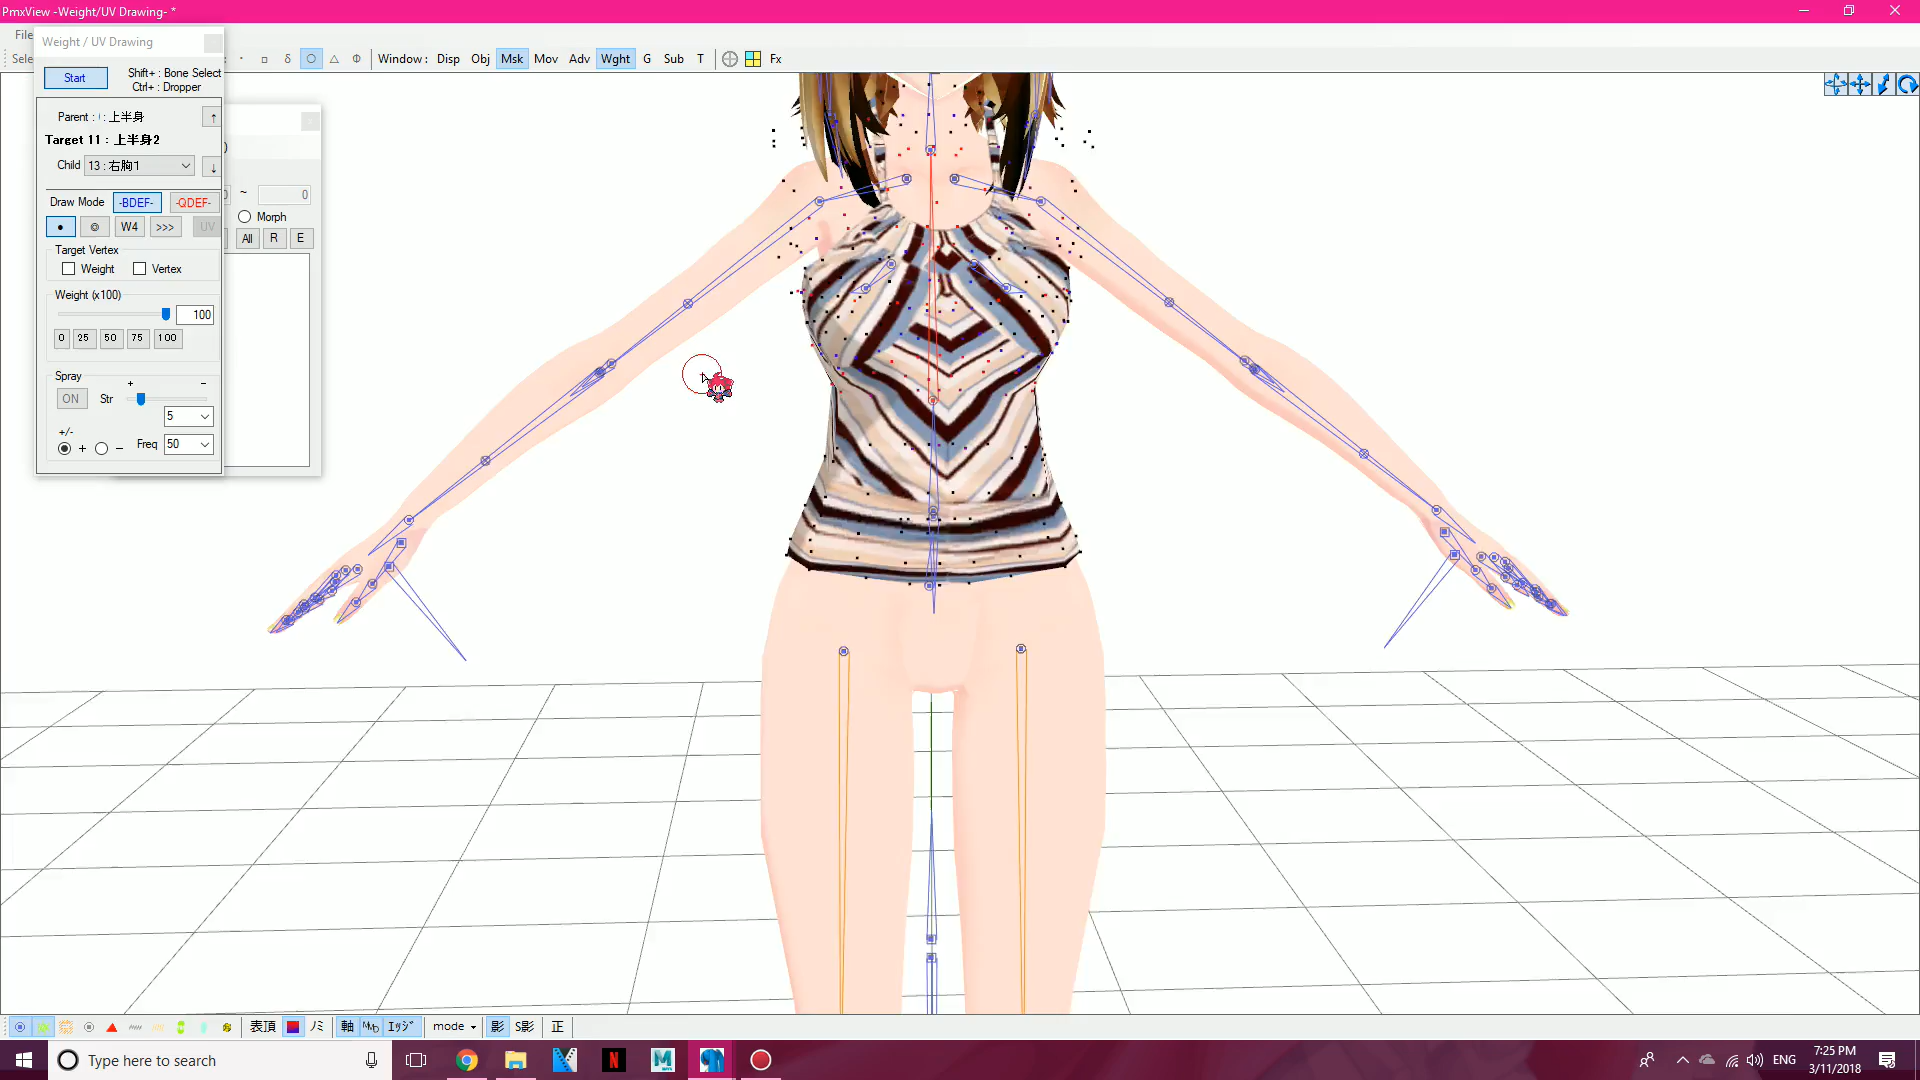 PmxView -Weight/UV Drawing- *
File
Weight / UV Drawing
Sele
δ Φ Window : Disp Obj Msk Mov Adv Wght G Sub T Fx
Start
Shift+ : Bone Select
Ctrl+ : Dropper
Parent : : 上半身 ↑
Target 11 : 上半身2
Child 13 : 右胸1 ↓
Draw Mode -BDEF- -QDEF-
◎ W4 >>> UV
Target Vertex
Weight Vertex
Weight (x100)
100
0 25 50 75 100
Spray
+ −
ON Str
5
+/-
+ − Freq 50
)
0 ~ 0
Morph
All R E
表頂 ノミ 軸 MMD エッジ mode 影 S影 正
Type here to search
N
M
ENG
7:25 PM
3/11/2018